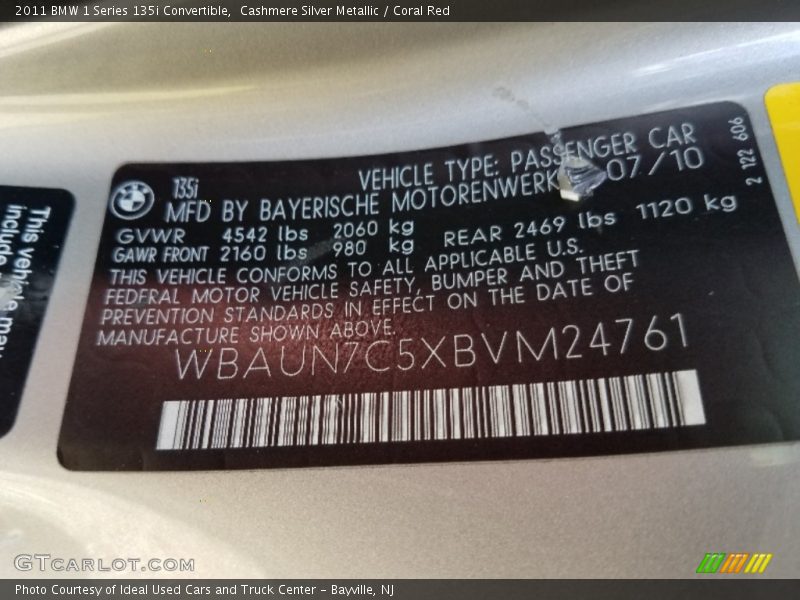 2011 BMW 1 Series 135i Convertible, Cashmere Silver Metallic / Coral Red
135i
VEHICLE TYPE: PASSENGER CAR
MFD BY BAYERISCHE MOTORENWERK 07/10
GVWR 4542 lbs 2060 kg
GAWR FRONT 2160 lbs 980 kg REAR 2469 lbs 1120 kg
THIS VEHICLE CONFORMS TO ALL APPLICABLE U.S.
FEDERAL MOTOR VEHICLE SAFETY, BUMPER AND THEFT
PREVENTION STANDARDS IN EFFECT ON THE DATE OF
MANUFACTURE SHOWN ABOVE.
WBAUN7C5XBVM24761
2 122 606
This vehicle may
include
GTCARLOT.COM
Photo Courtesy of Ideal Used Cars and Truck Center - Bayville, NJ